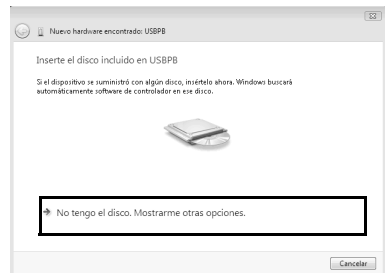 Nuevo hardware encontrado: USBPB
Inserte el disco incluido en USBPB
Si el dispositivo se suministró con algún disco, insértelo ahora. Windows buscará
automáticamente software de controlador en ese disco.
No tengo el disco. Mostrarme otras opciones.
Cancelar